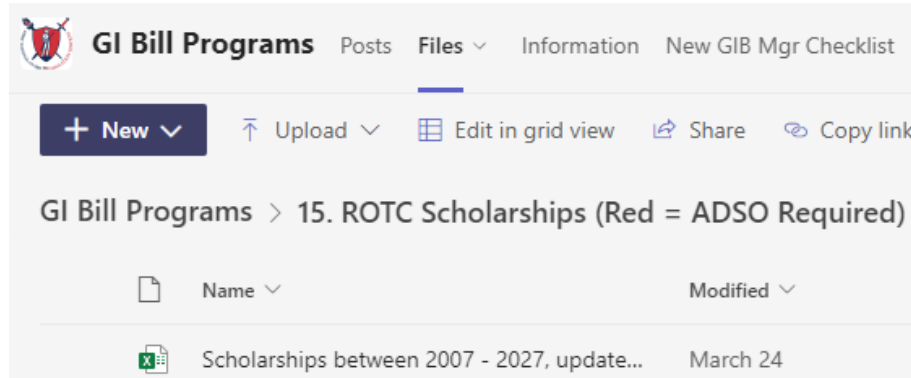 GI Bill Programs Posts Files Information New GIB Mgr Checklist
+ New Upload Edit in grid view Share Copy link
GI Bill Programs > 15. ROTC Scholarships (Red = ADSO Required)
Name Modified
Scholarships between 2007 - 2027, update... March 24